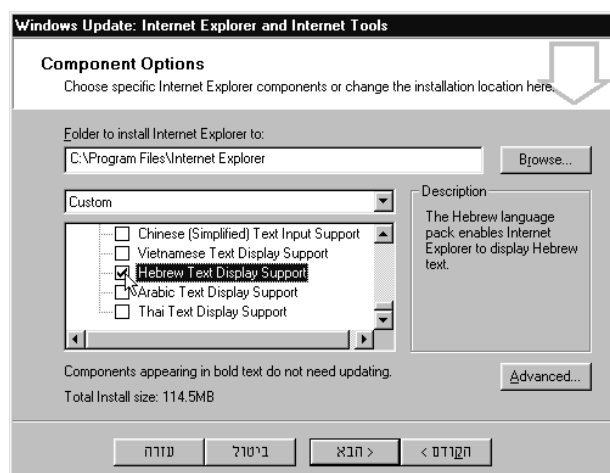 Windows Update: Internet Explorer and Internet Tools
Component Options
Choose specific Internet Explorer components or change the installation location here.
Folder to install Internet Explorer to:
C:\Program Files\Internet Explorer
Browse...
Custom
Chinese (Simplified) Text Input Support
Vietnamese Text Display Support
Hebrew Text Display Support
Arabic Text Display Support
Thai Text Display Support
Description
The Hebrew language
pack enables Internet
Explorer to display Hebrew
text.
Components appearing in bold text do not need updating.
Total Install size: 114.5MB
Advanced...
< הקודם
הבא >
ביטול
עזרה